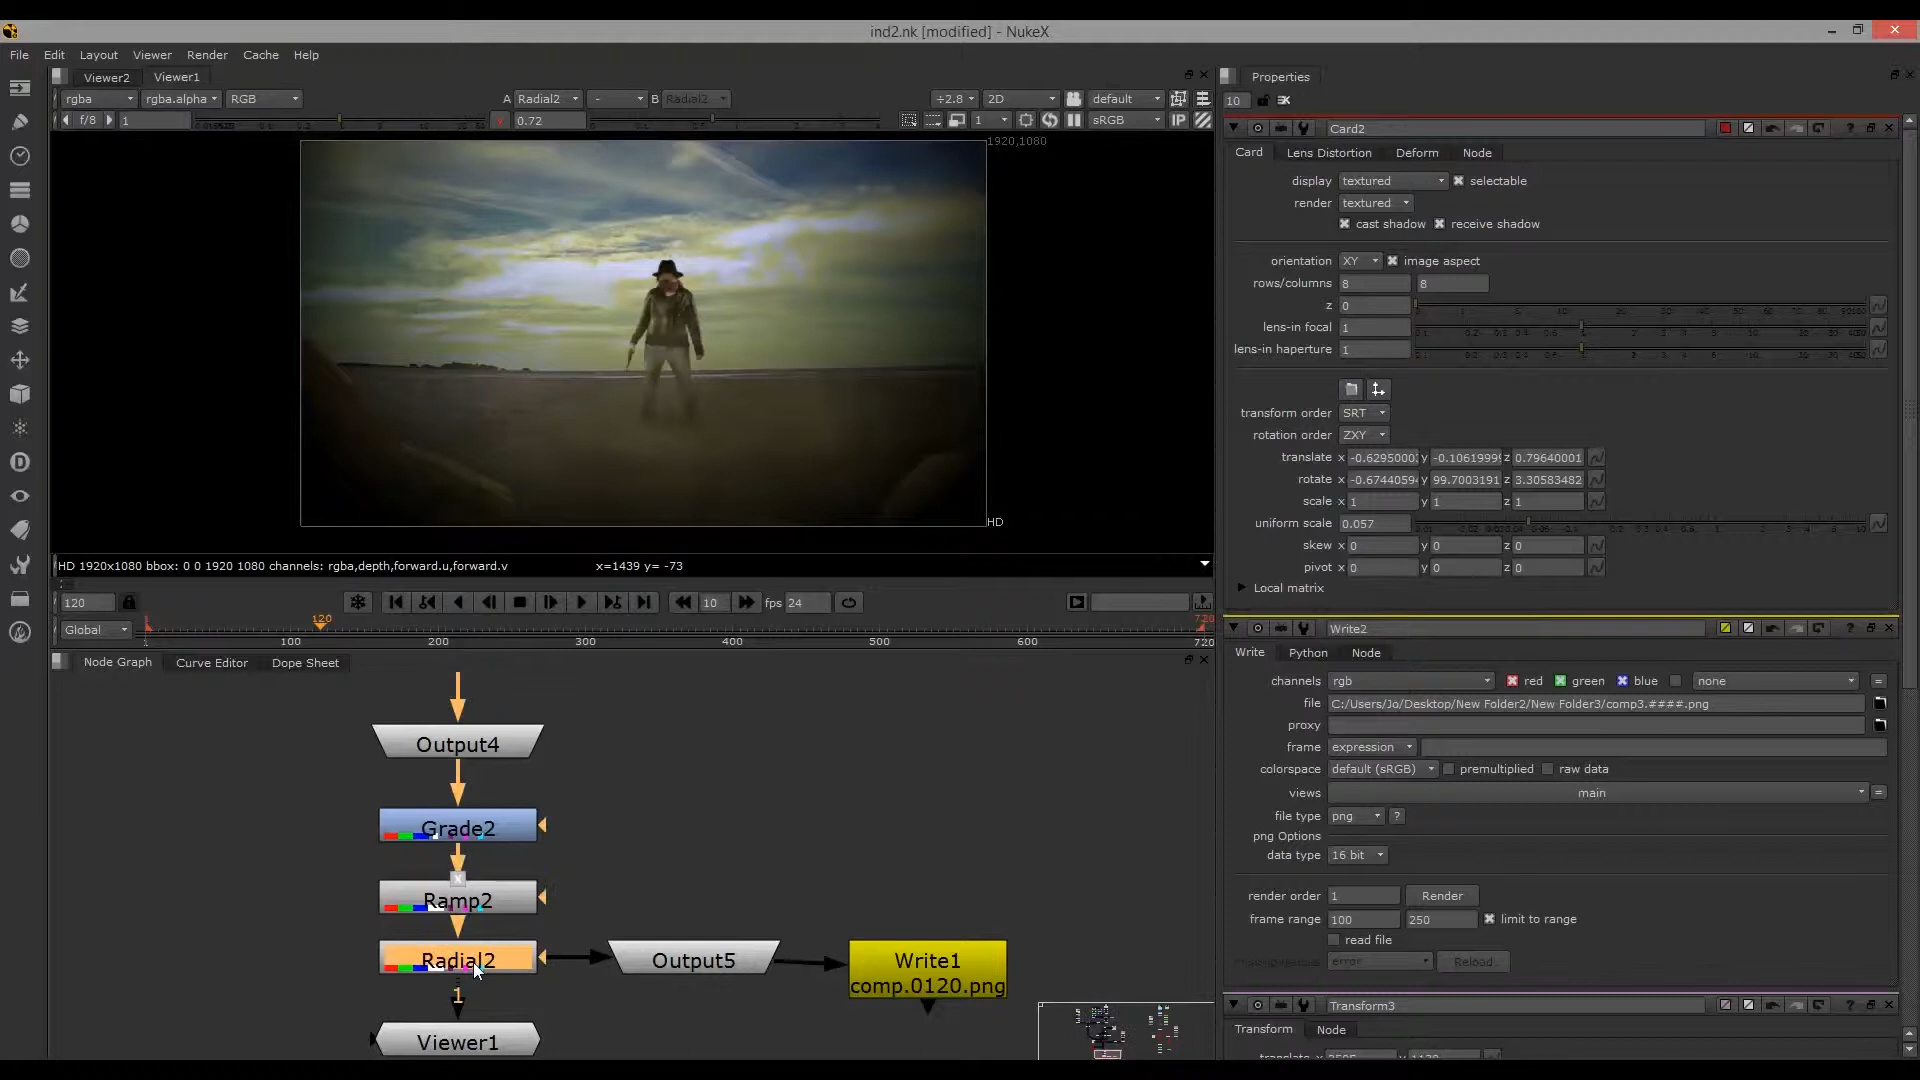 ind2.nk [modified] - NukeX
File Edit Layout Viewer Render Cache Help
Viewer2 Viewer1
rgba rgba.alpha RGB A Radial2 - B Radial2 ÷2.8 2D default
f/8 1 0.72 1 sRGB IP
1920,1080
HD
HD 1920x1080 bbox: 0 0 1920 1080 channels: rgba,depth,forward.u,forward.v x=1439 y= -73
120 10 fps 24
Global 1 100 120 200 300 400 500 600 720 720
Node Graph Curve Editor Dope Sheet
Output4
Grade2
Ramp2
Radial2 Output5 Write1
comp.0120.png
1
Viewer1
Properties
10
Card2
Card Lens Distortion Deform Node
display textured selectable
render textured
cast shadow receive shadow
orientation XY image aspect
rows/columns 8 8
z 0
lens-in focal 1
lens-in haperture 1
transform order SRT
rotation order ZXY
translate x -0.6295000 y -0.1061999 z 0.79640001
rotate x -0.6744059 y 99.7003191 z 3.30583482
scale x 1 y 1 z 1
uniform scale 0.057
skew x 0 y 0 z 0
pivot x 0 y 0 z 0
Local matrix
Write2
Write Python Node
channels rgb red green blue none =
file C:/Users/Jo/Desktop/New Folder2/New Folder3/comp3.####.png
proxy
frame expression
colorspace default (sRGB) premultiplied raw data
views main =
file type png ?
png Options
data type 16 bit
render order 1 Render
frame range 100 250 limit to range
read file
error Reload
Transform3
Transform Node
translate x